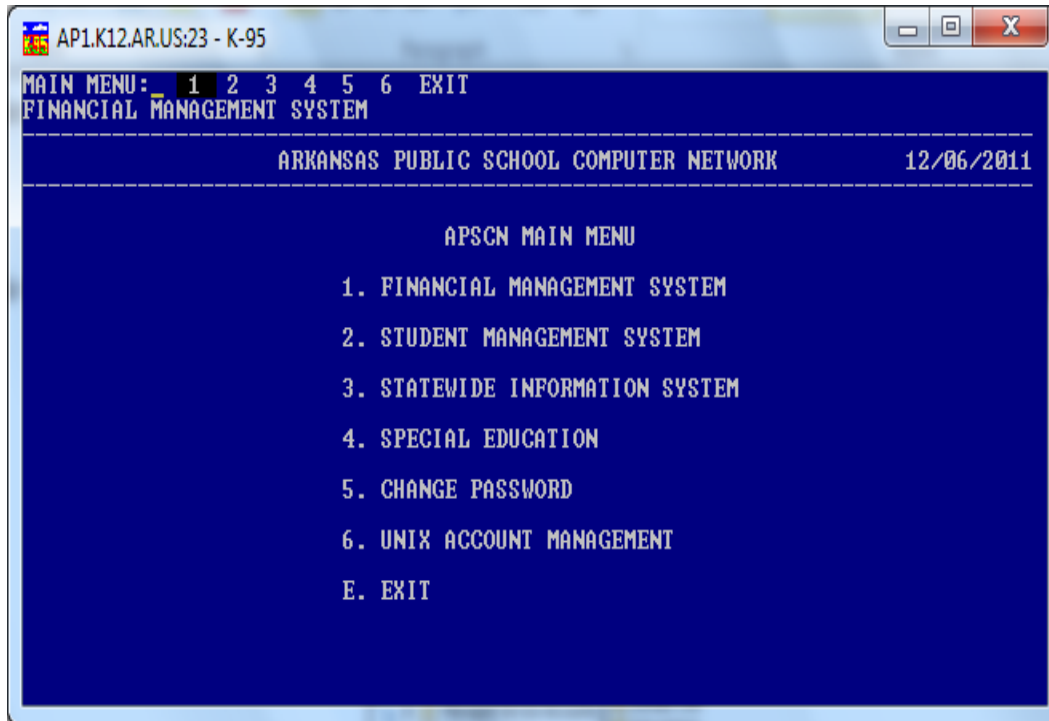 AP1.K12.AR.US:23 - K-95
MAIN MENU:_ 1 2 3 4 5 6 EXIT
FINANCIAL MANAGEMENT SYSTEM
ARKANSAS PUBLIC SCHOOL COMPUTER NETWORK 12/06/2011
APSCN MAIN MENU
1. FINANCIAL MANAGEMENT SYSTEM
2. STUDENT MANAGEMENT SYSTEM
3. STATEWIDE INFORMATION SYSTEM
4. SPECIAL EDUCATION
5. CHANGE PASSWORD
6. UNIX ACCOUNT MANAGEMENT
E. EXIT